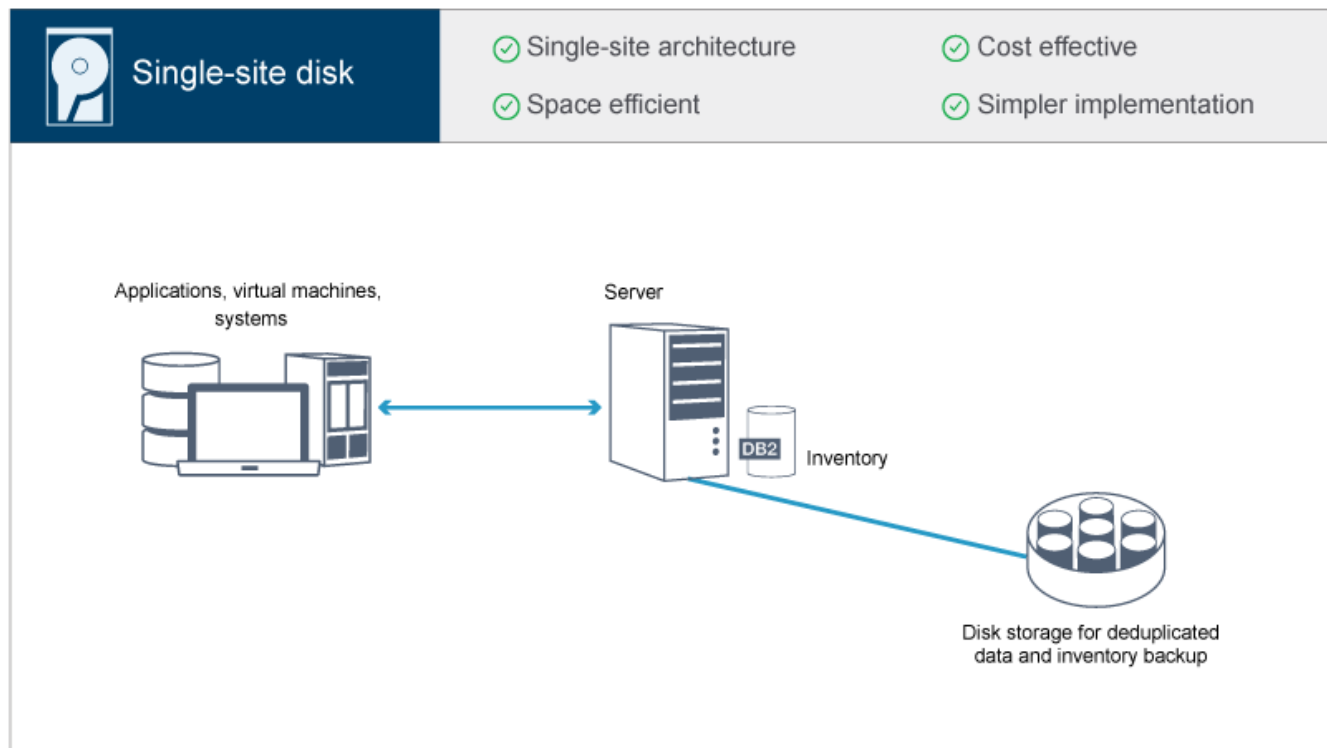 Single-site disk
Single-site architecture
Cost effective
Space efficient
Simpler implementation
Applications, virtual machines,
systems
Server
DB2
Inventory
Disk storage for deduplicated
data and inventory backup